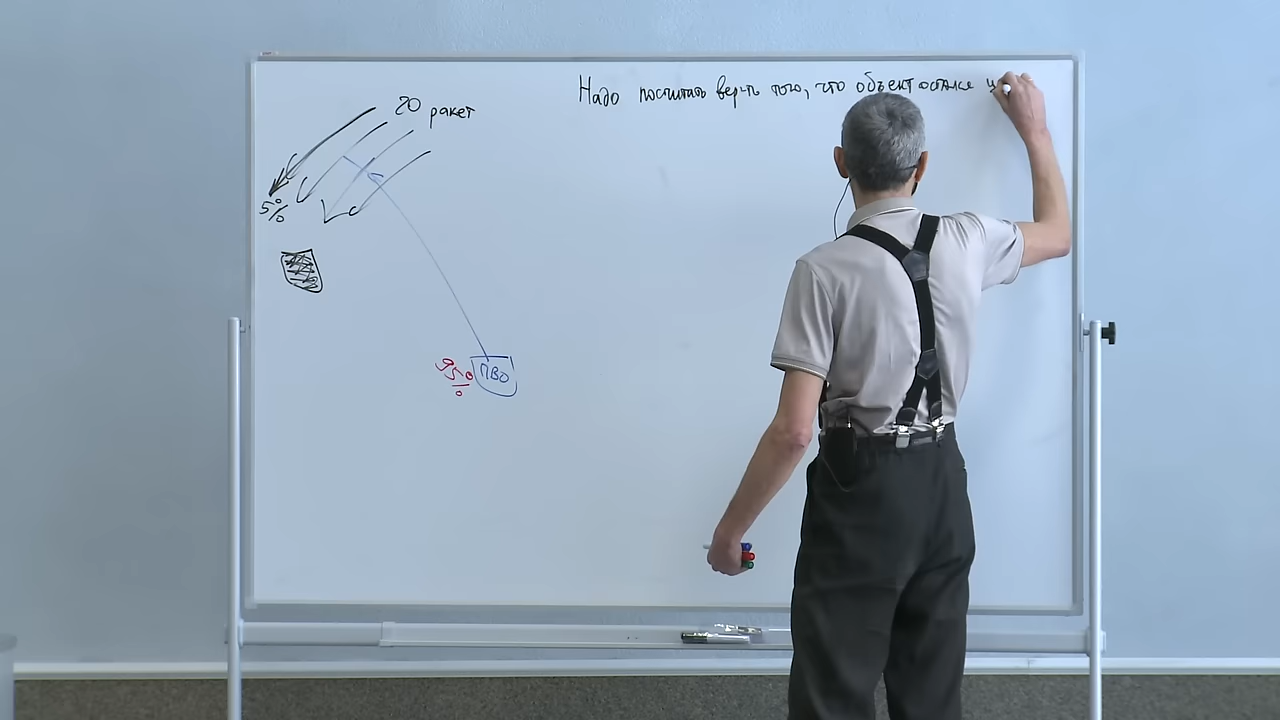 Надо посчитать вер-ть того, что объект остался ц
20 ракет
5%
95%
ПВО